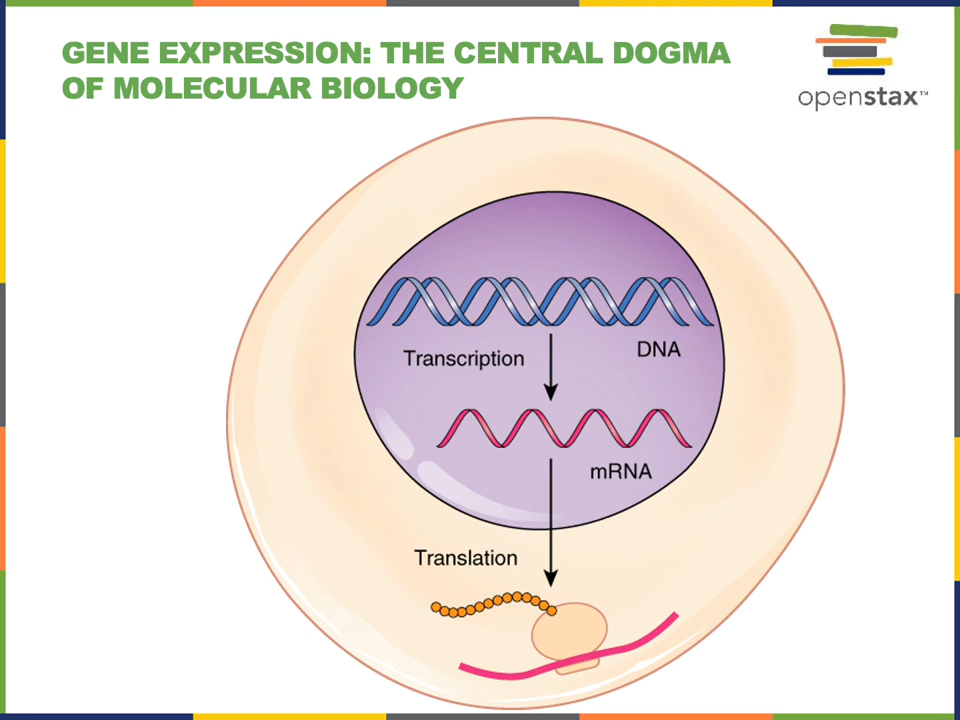 GENE EXPRESSION: THE CENTRAL DOGMA
OF MOLECULAR BIOLOGY
openstax™
DNA
Transcription
mRNA
Translation